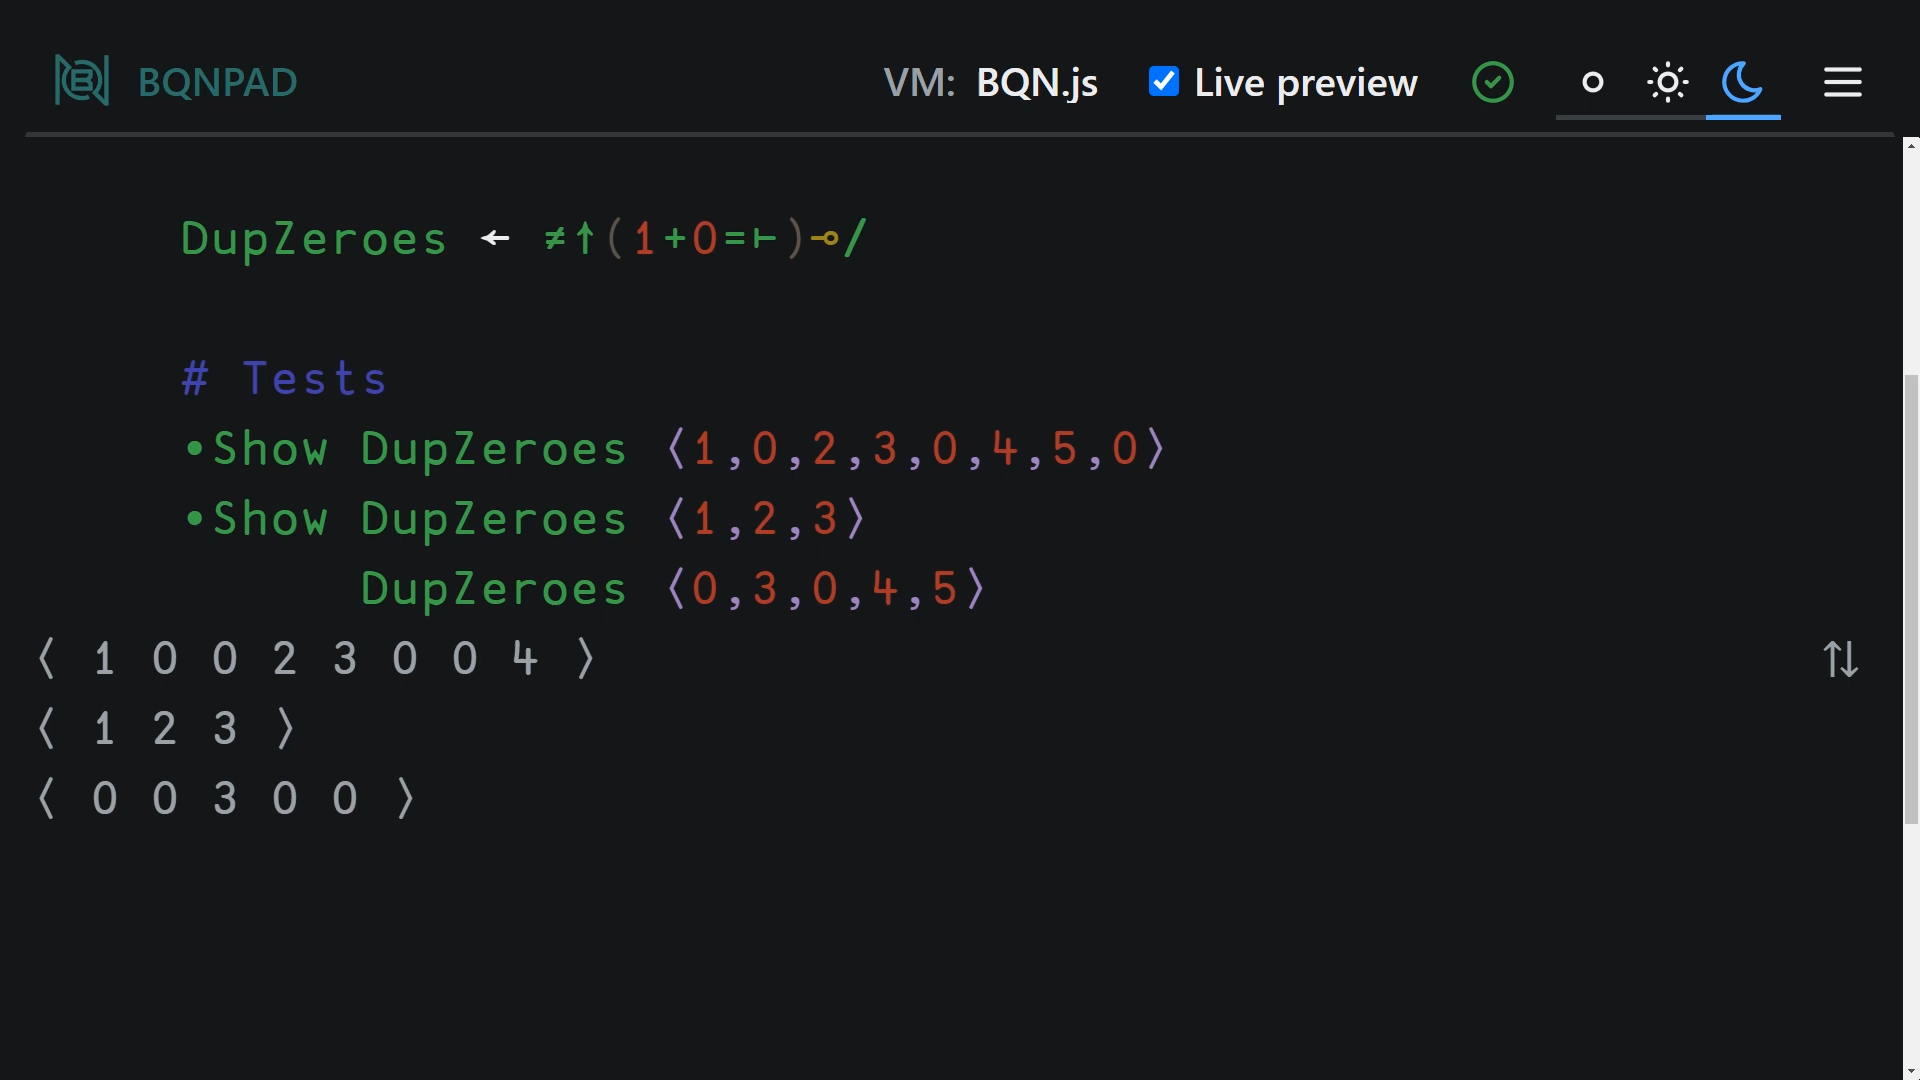 BQNPAD VM: BQN.js Live preview
DupZeroes ← ≠↑(1+0=⊢)⊸/
# Tests
•Show DupZeroes ⟨1,0,2,3,0,4,5,0⟩
•Show DupZeroes ⟨1,2,3⟩
DupZeroes ⟨0,3,0,4,5⟩
⟨ 1 0 0 2 3 0 0 4 ⟩
⟨ 1 2 3 ⟩
⟨ 0 0 3 0 0 ⟩